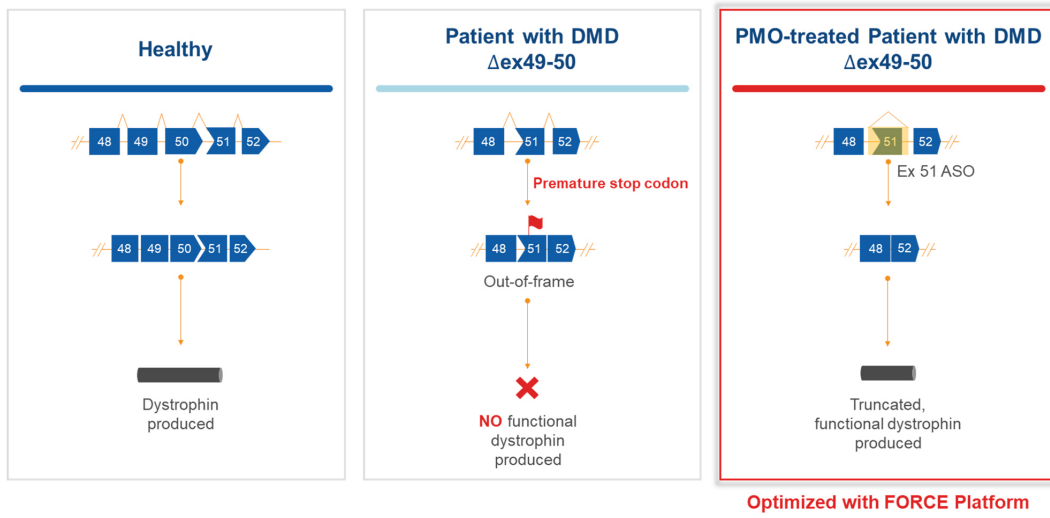 Healthy
48 49 50 51 52
48 49 50 51 52
Dystrophin
produced
Patient with DMD
Δex49-50
48 51 52
Premature stop codon
48 51 52
Out-of-frame
NO functional
dystrophin
produced
PMO-treated Patient with DMD
Δex49-50
48 51 52
Ex 51 ASO
48 52
Truncated,
functional dystrophin
produced
Optimized with FORCE Platform